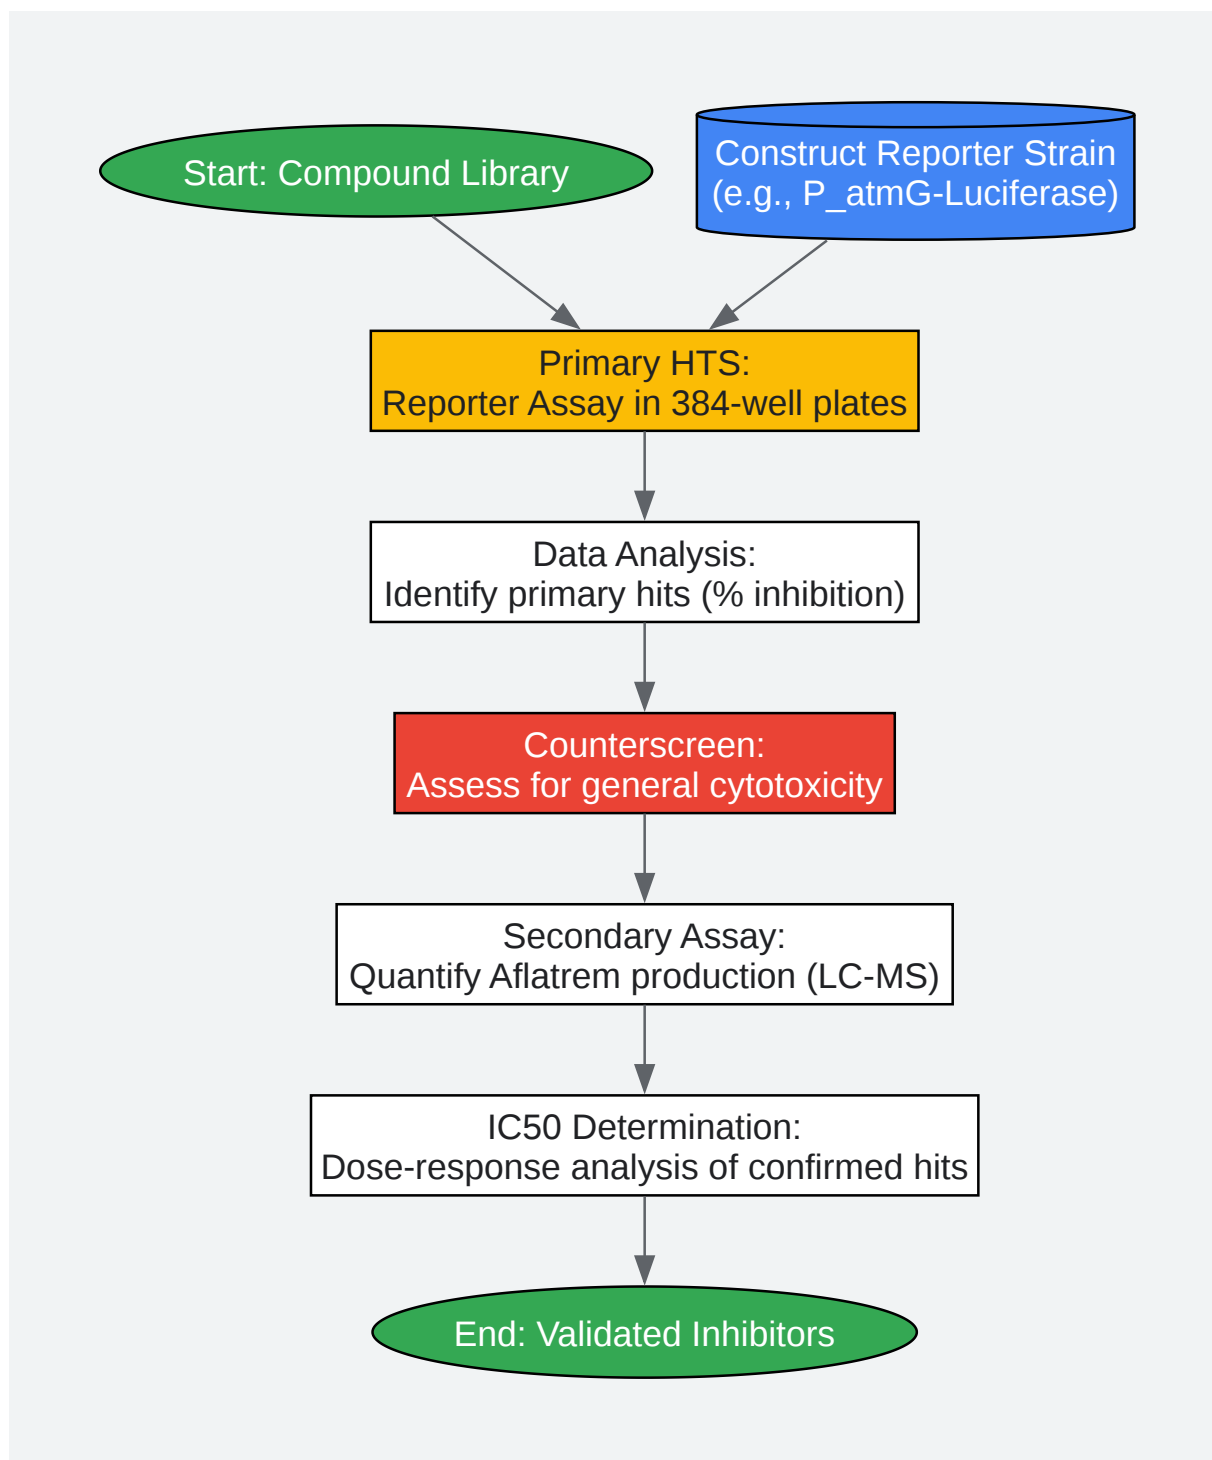 Start: Compound Library
Construct Reporter Strain
(e.g., P_atmG-Luciferase)
Primary HTS:
Reporter Assay in 384-well plates
Data Analysis:
Identify primary hits (% inhibition)
Counterscreen:
Assess for general cytotoxicity
Secondary Assay:
Quantify Aflatrem production (LC-MS)
IC50 Determination:
Dose-response analysis of confirmed hits
End: Validated Inhibitors